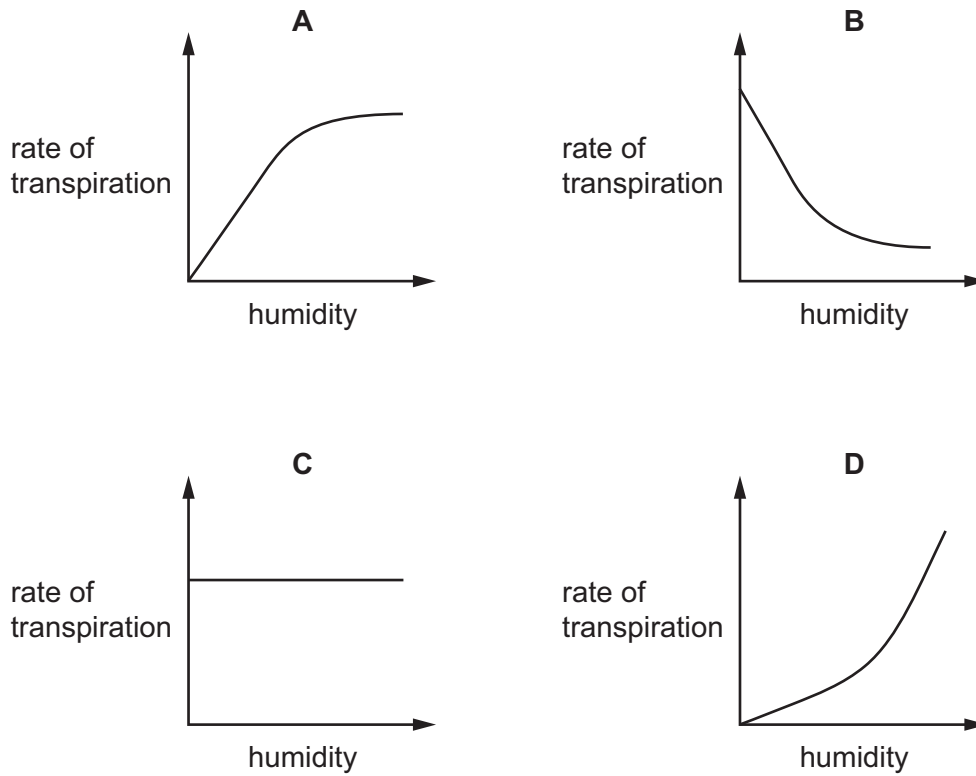 A
B
rate of
transpiration
humidity
rate of
transpiration
humidity
C
D
rate of
transpiration
humidity
rate of
transpiration
humidity